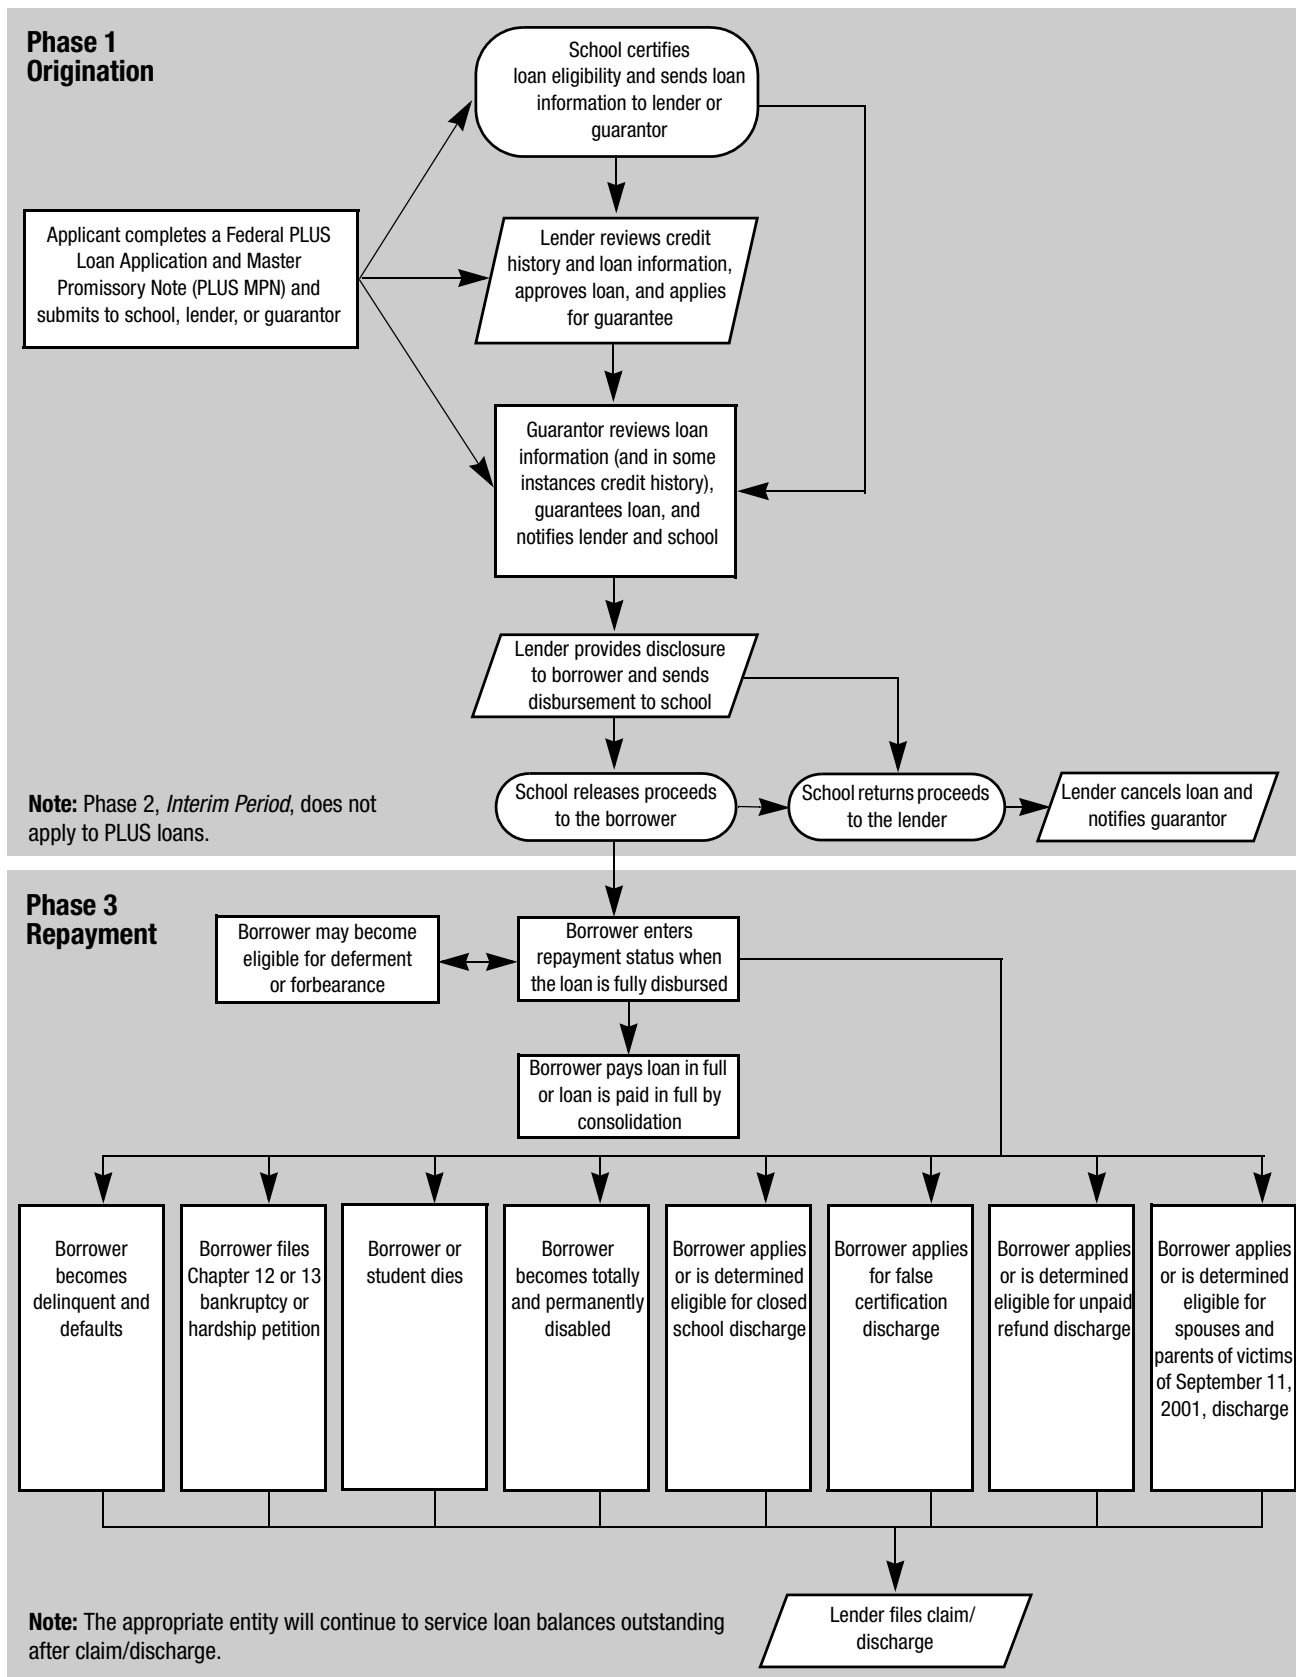 Phase 1
Origination
School certifies
loan eligibility and sends loan
information to lender or
guarantor
Applicant completes a Federal PLUS
Loan Application and Master
Promissory Note (PLUS MPN) and
submits to school, lender, or guarantor
Lender reviews credit
history and loan information,
approves loan, and applies
for guarantee
Guarantor reviews loan
information (and in some
instances credit history),
guarantees loan, and
notifies lender and school
Lender provides disclosure
to borrower and sends
disbursement to school
School releases proceeds
to the borrower
School returns proceeds
to the lender
Lender cancels loan and
notifies guarantor
Note: Phase 2, Interim Period, does not
apply to PLUS loans.
Phase 3
Repayment
Borrower may become
eligible for deferment
or forbearance
Borrower enters
repayment status when
the loan is fully disbursed
Borrower pays loan in full
or loan is paid in full by
consolidation
Borrower
becomes
delinquent and
defaults
Borrower files
Chapter 12 or 13
bankruptcy or
hardship petition
Borrower or
student dies
Borrower
becomes totally
and permanently
disabled
Borrower applies
or is determined
eligible for closed
school discharge
Borrower applies
for false
certification
discharge
Borrower applies
or is determined
eligible for unpaid
refund discharge
Borrower applies
or is determined
eligible for
spouses and
parents of victims
of September 11,
2001, discharge
Lender files claim/
discharge
Note: The appropriate entity will continue to service loan balances outstanding
after claim/discharge.